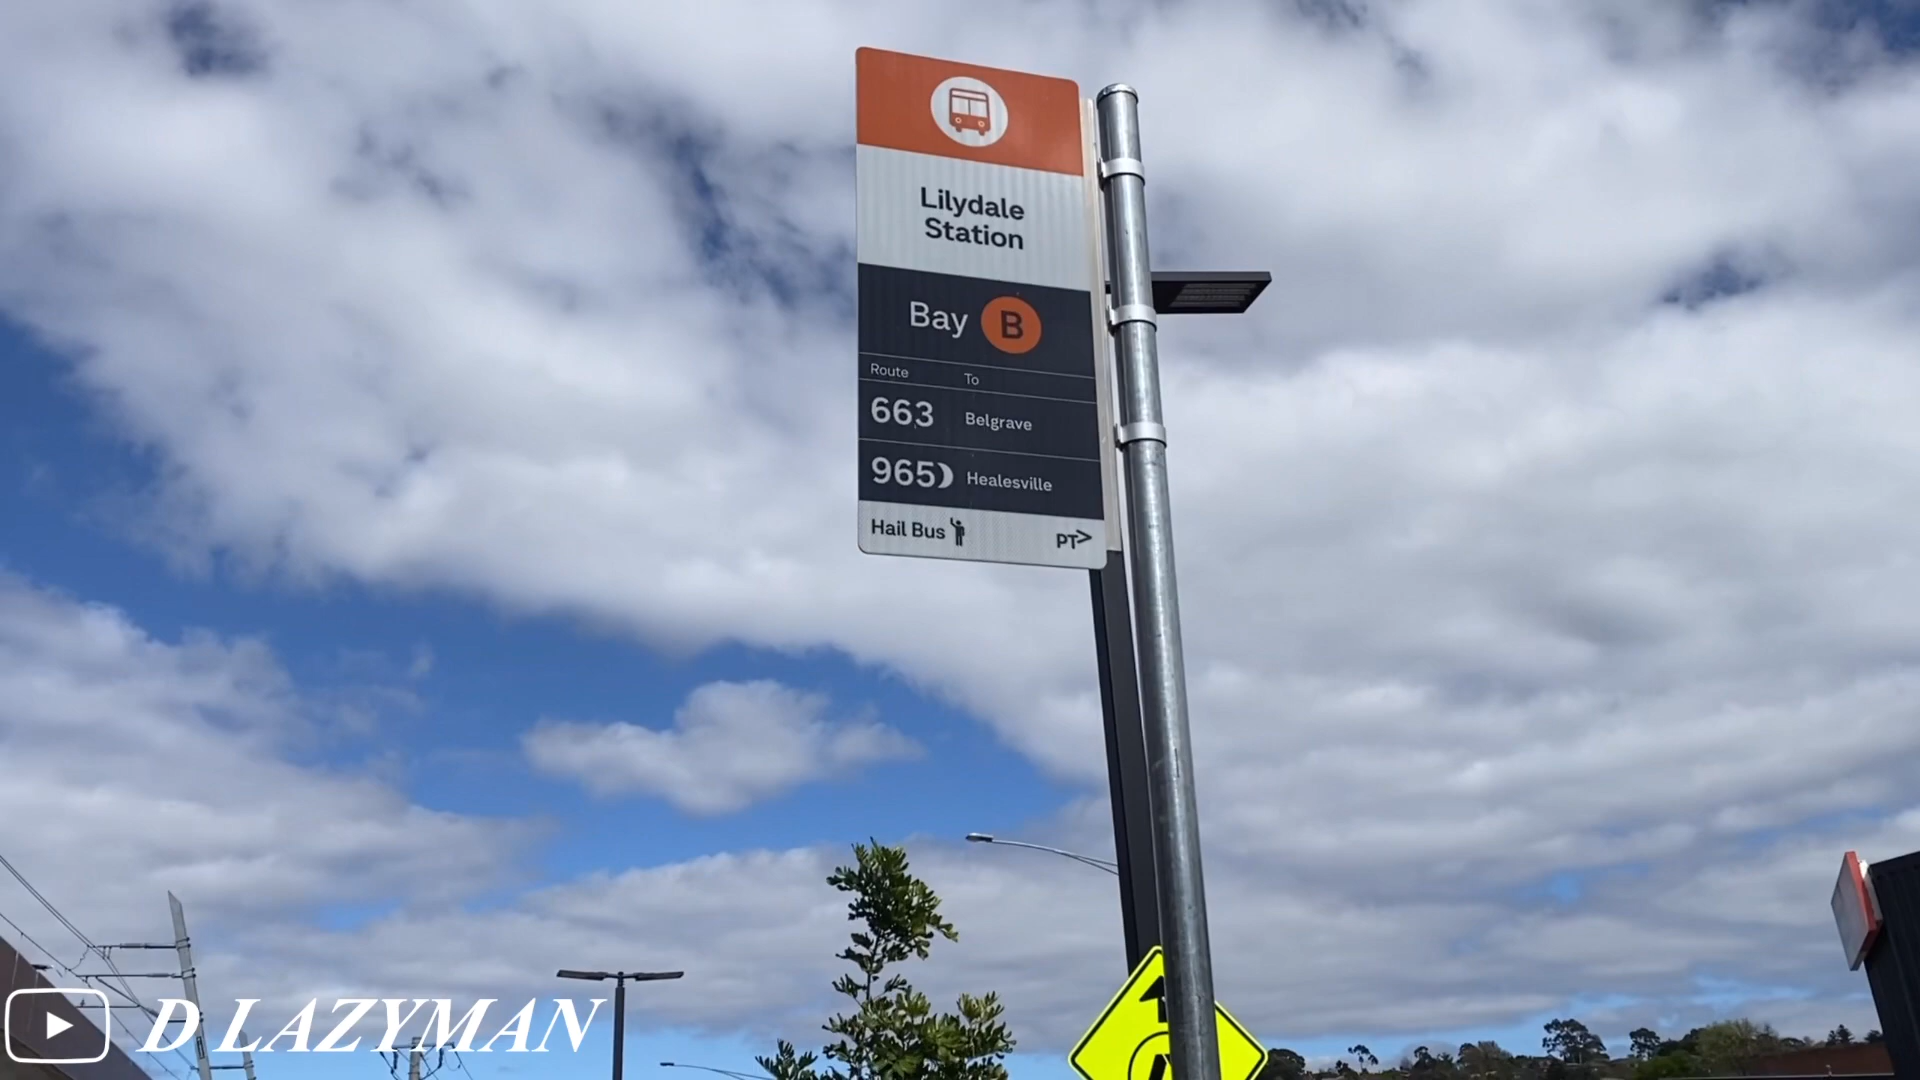 Lilydale
Station
Bay B
Route To
663 Belgrave
965 Healesville
Hail Bus PT>
D LAZYMAN